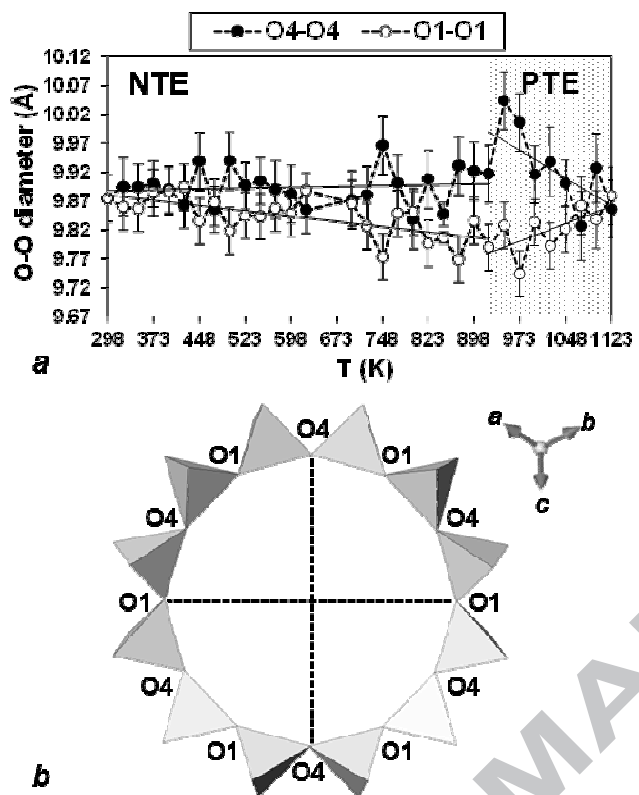 O4-O4 O1-O1
10.12
10.07
10.02
9.97
9.92
9.87
9.82
9.77
9.72
9.67
O-O diameter (Å)
NTE PTE
298 373 448 523 598 673 748 823 898 973 1048 1123
T (K)
a
O4
O1 O1
O4 O4
O1 O1
O4 O4
O1 O1
O4
a b
c
b
MA